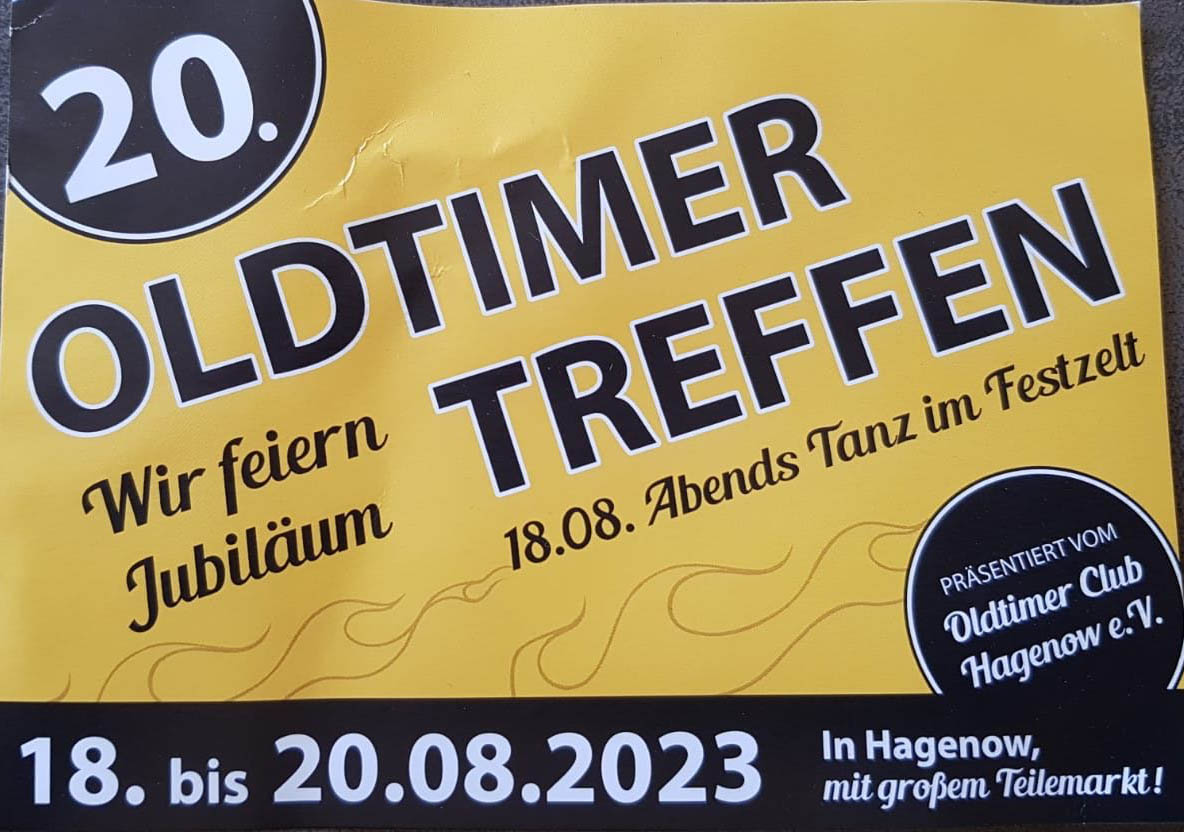 20.
OLDTIMER
TREFFEN
Wir feiern
Jubiläum
18.08. Abends Tanz im Festzelt
PRÄSENTIERT VOM
Oldtimer Club
Hagenow e.V.
18. bis 20.08.2023
In Hagenow,
mit großem Teilemarkt!